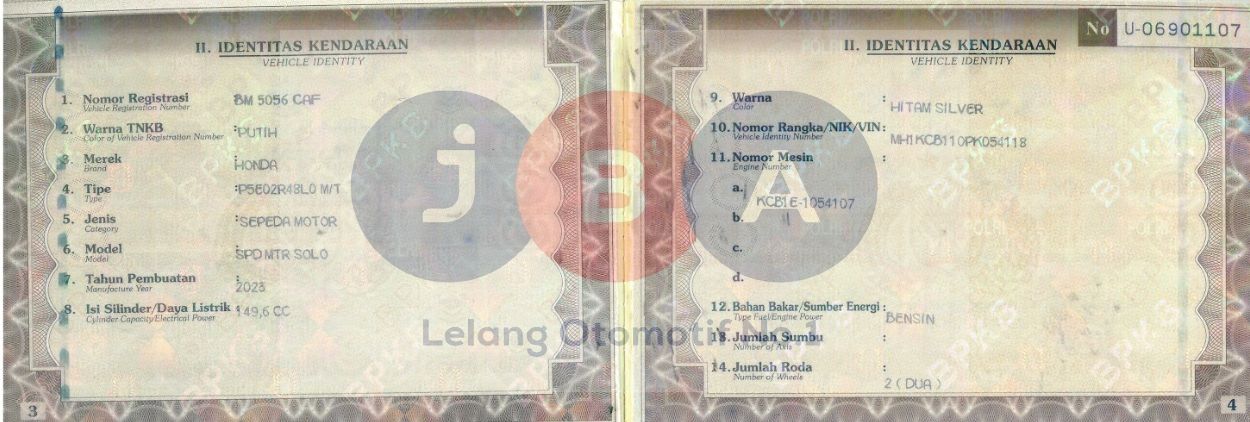 II. IDENTITAS KENDARAAN
VEHICLE IDENTITY
1. Nomor Registrasi
Vehicle Registration Number
BM 5056 CAF
2. Warna TNKB
Color of Vehicle Registration Number
: PUTIH
3. Merek
Brand
: HONDA
4. Tipe
Type
: P5E02R48L0 M/T
5. Jenis
Category
: SEPEDA MOTOR
6. Model
Model
: SPD MTR SOLO
7. Tahun Pembuatan
Manufacture Year
: 2023
8. Isi Silinder/Daya Listrik
Cylinder Capacity/Electrical Power
: 149,6 CC
3
No U-06901107
II. IDENTITAS KENDARAAN
VEHICLE IDENTITY
9. Warna
Color
: HITAM SILVER
10. Nomor Rangka/NIK/VIN :
Vehicle Identity Number
MH1KCB110PK054118
11. Nomor Mesin :
Engine Number
a. KCB1E-1054107
b.
c.
d.
12. Bahan Bakar/Sumber Energi :
Type Fuel/Engine Power
BENSIN
13. Jumlah Sumbu :
Number of Axis
14. Jumlah Roda :
Number of Wheels
2 ( DUA )
4
jBA
Lelang Otomotif No.1